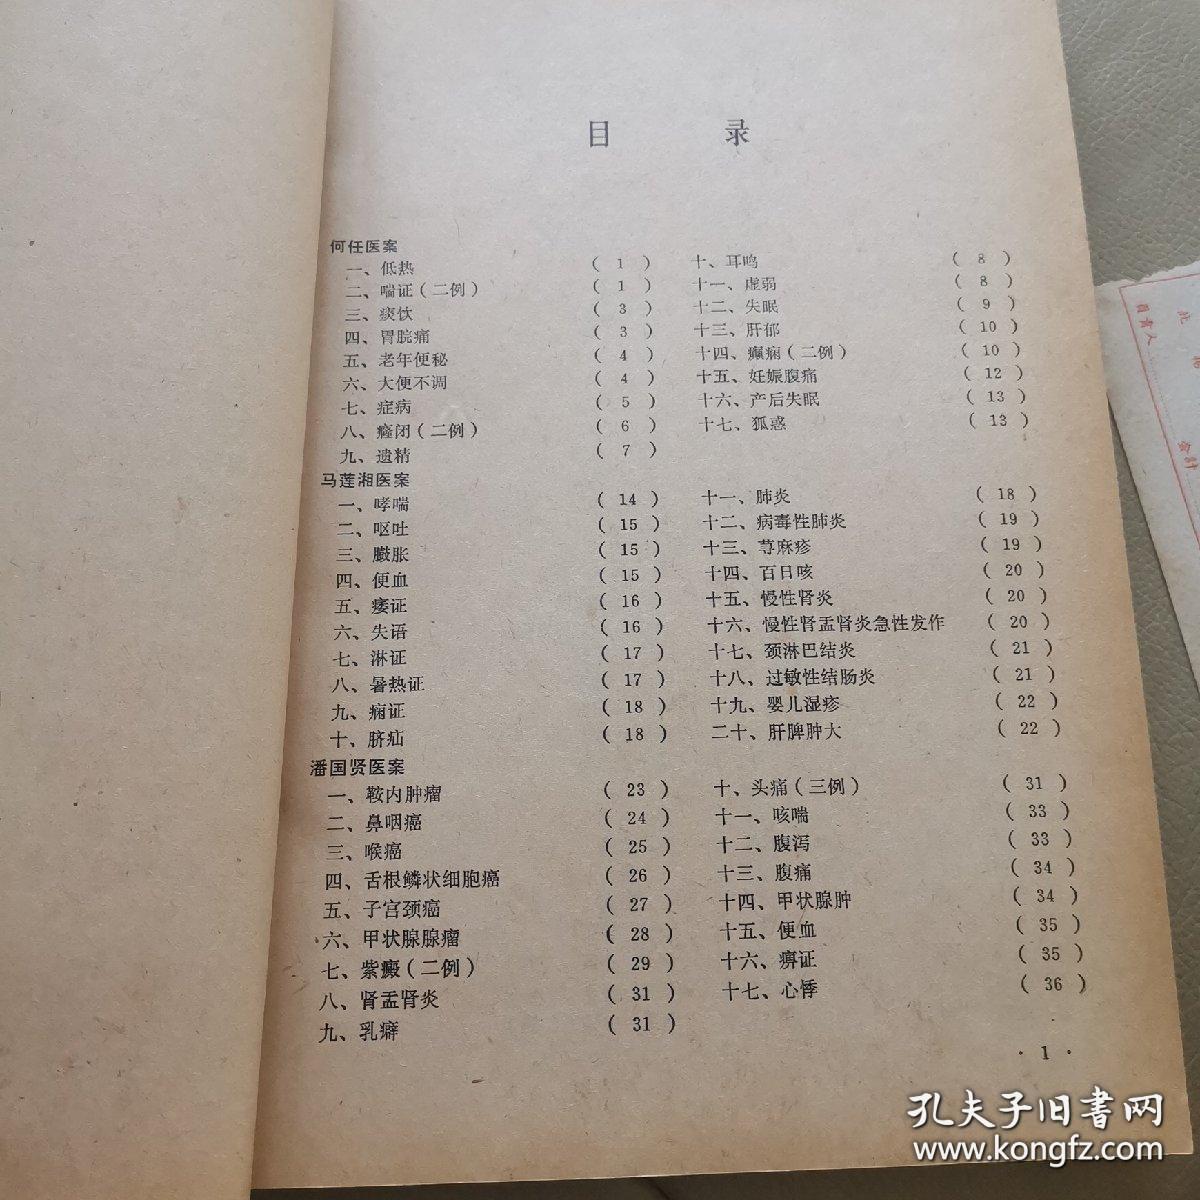 目 录
何任医案
一、低热 ( 1 )
二、喘证(二例) ( 1 )
三、痰饮 ( 3 )
四、胃脘痛 ( 3 )
五、老年便秘 ( 4 )
六、大便不调 ( 4 )
七、症病 ( 5 )
八、癃闭(二例) ( 6 )
九、遗精 ( 7 )
十、耳鸣 ( 8 )
十一、虚弱 ( 8 )
十二、失眠 ( 9 )
十三、肝郁 ( 10 )
十四、癫痫(二例) ( 10 )
十五、妊娠腹痛 ( 12 )
十六、产后失眠 ( 13 )
十七、狐惑 ( 13 )
马莲湘医案
一、哮喘 ( 14 )
二、呕吐 ( 15 )
三、臌胀 ( 15 )
四、便血 ( 15 )
五、痿证 ( 16 )
六、失语 ( 16 )
七、淋证 ( 17 )
八、暑热证 ( 17 )
九、痫证 ( 18 )
十、脐疝 ( 18 )
十一、肺炎 ( 18 )
十二、病毒性肺炎 ( 19 )
十三、荨麻疹 ( 19 )
十四、百日咳 ( 20 )
十五、慢性肾炎 ( 20 )
十六、慢性肾盂肾炎急性发作 ( 20 )
十七、颈淋巴结炎 ( 21 )
十八、过敏性结肠炎 ( 21 )
十九、婴儿湿疹 ( 22 )
二十、肝脾肿大 ( 22 )
潘国贤医案
一、鞍内肿瘤 ( 23 )
二、鼻咽癌 ( 24 )
三、喉癌 ( 25 )
四、舌根鳞状细胞癌 ( 26 )
五、子宫颈癌 ( 27 )
六、甲状腺腺瘤 ( 28 )
七、紫癜(二例) ( 29 )
八、肾盂肾炎 ( 31 )
九、乳癖 ( 31 )
十、头痛(三例) ( 31 )
十一、咳喘 ( 33 )
十二、腹泻 ( 33 )
十三、腹痛 ( 34 )
十四、甲状腺肿 ( 34 )
十五、便血 ( 35 )
十六、痹证 ( 35 )
十七、心悸 ( 36 )
· 1 ·
会計
孔夫子旧书网
www.kongfz.com